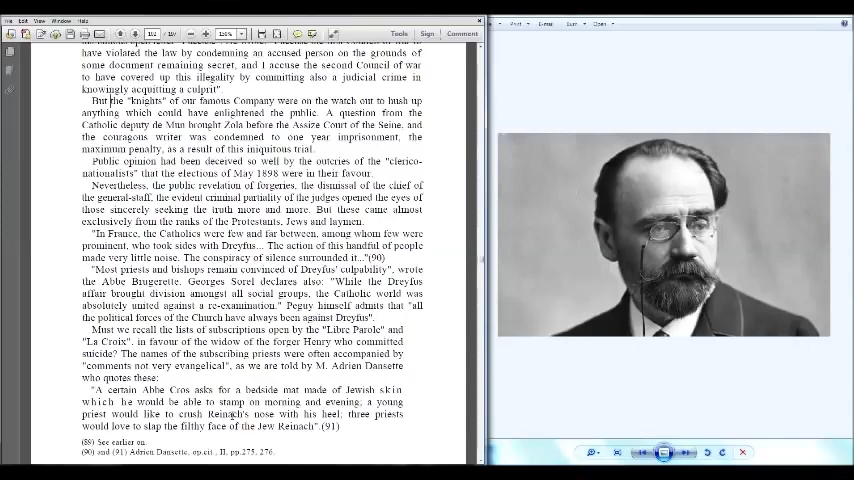 File Edit View Window Help
Print E-mail Burn Open
192 / 197
136%
Tools Sign Comment
have violated the law by condemning an accused person on the grounds of
some document remaining secret, and I accuse the second Council of war
to have covered up this illegality by committing also a judicial crime in
knowingly acquitting a culprit".
But the "knights" of our famous Company were on the watch out to hush up
anything which could have enlightened the public. A question from the
Catholic deputy de Mun brought Zola before the Assize Court of the Seine, and
the courageous writer was condemned to one year imprisonment, the
maximum penalty, as a result of this iniquitous trial.
Public opinion had been deceived so well by the outcries of the "clerico-
nationalists" that the elections of May 1898 were in their favour.
Nevertheless, the public revelation of forgeries, the dismissal of the chief of
the general-staff, the evident criminal partiality of the judges opened the eyes of
those sincerely seeking the truth more and more. But these came almost
exclusively from the ranks of the Protestants, Jews and laymen.
"In France, the Catholics were few and far between, among whom few were
prominent, who took sides with Dreyfus... The action of this handful of people
made very little noise. The conspiracy of silence surrounded it..."(90)
"Most priests and bishops remain convinced of Dreyfus' culpability", wrote
the Abbe Brugerette. Georges Sorel declares also: "While the Dreyfus
affair brought division amongst all social groups, the Catholic world was
absolutely united against a re-examination." Peguy himself admits that "all
the political forces of the Church have always been against Dreyfus".
Must we recall the lists of subscriptions open by the "Libre Parole" and
"La Croix", in favour of the widow of the forger Henry who committed
suicide? The names of the subscribing priests were often accompanied by
"comments not very evangelical", as we are told by M. Adrien Dansette
who quotes these:
"A certain Abbe Cros asks for a bedside mat made of Jewish skin
which he would be able to stamp on morning and evening; a young
priest would like to crush Reinach's nose with his heel; three priests
would love to slap the filthy face of the Jew Reinach".(91)
(89) See earlier on.
(90) and (91) Adrien Dansette, op.cit., II, pp.275, 276.